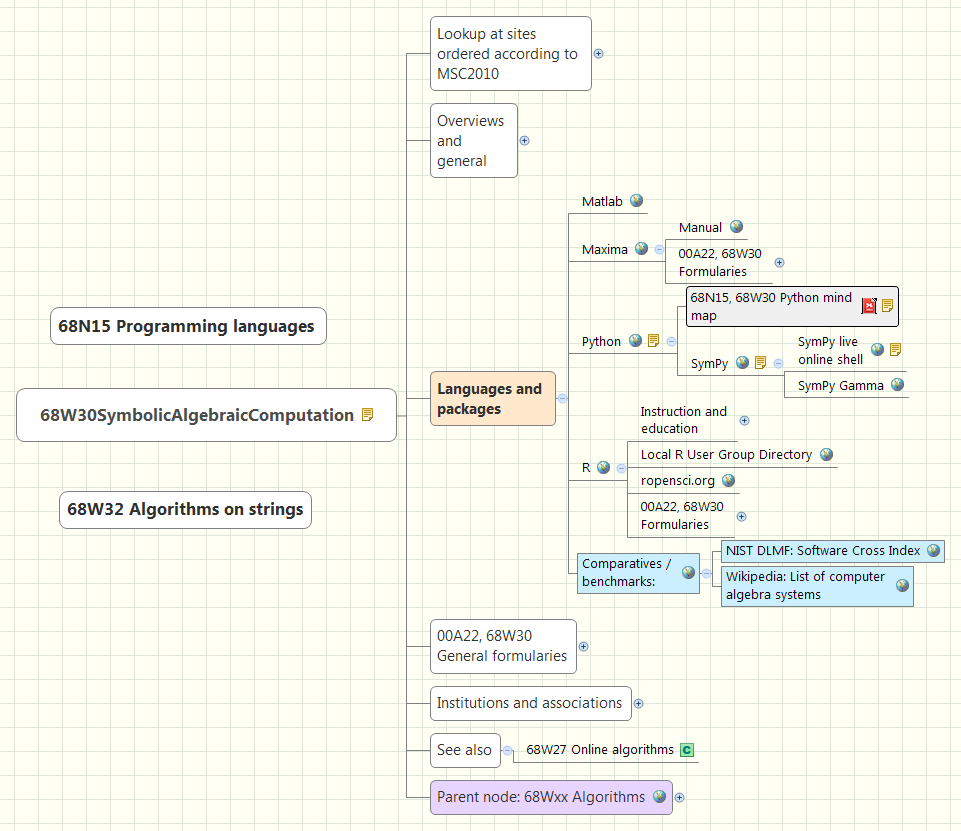 Lookup at sites
ordered according to
MSC2010
Overviews
and
general
Matlab
Manual
Maxima
00A22, 68W30
Formularies
68N15, 68W30 Python mind
map
68N15 Programming languages
Python
SymPy live
online shell
SymPy
SymPy Gamma
Languages and
packages
68W30SymbolicAlgebraicComputation
Instruction and
education
Local R User Group Directory
R
ropensci.org
00A22, 68W30
Formularies
68W32 Algorithms on strings
NIST DLMF: Software Cross Index
Comparatives /
benchmarks:
Wikipedia: List of computer
algebra systems
00A22, 68W30
General formularies
Institutions and associations
See also
68W27 Online algorithms
C
Parent node: 68Wxx Algorithms